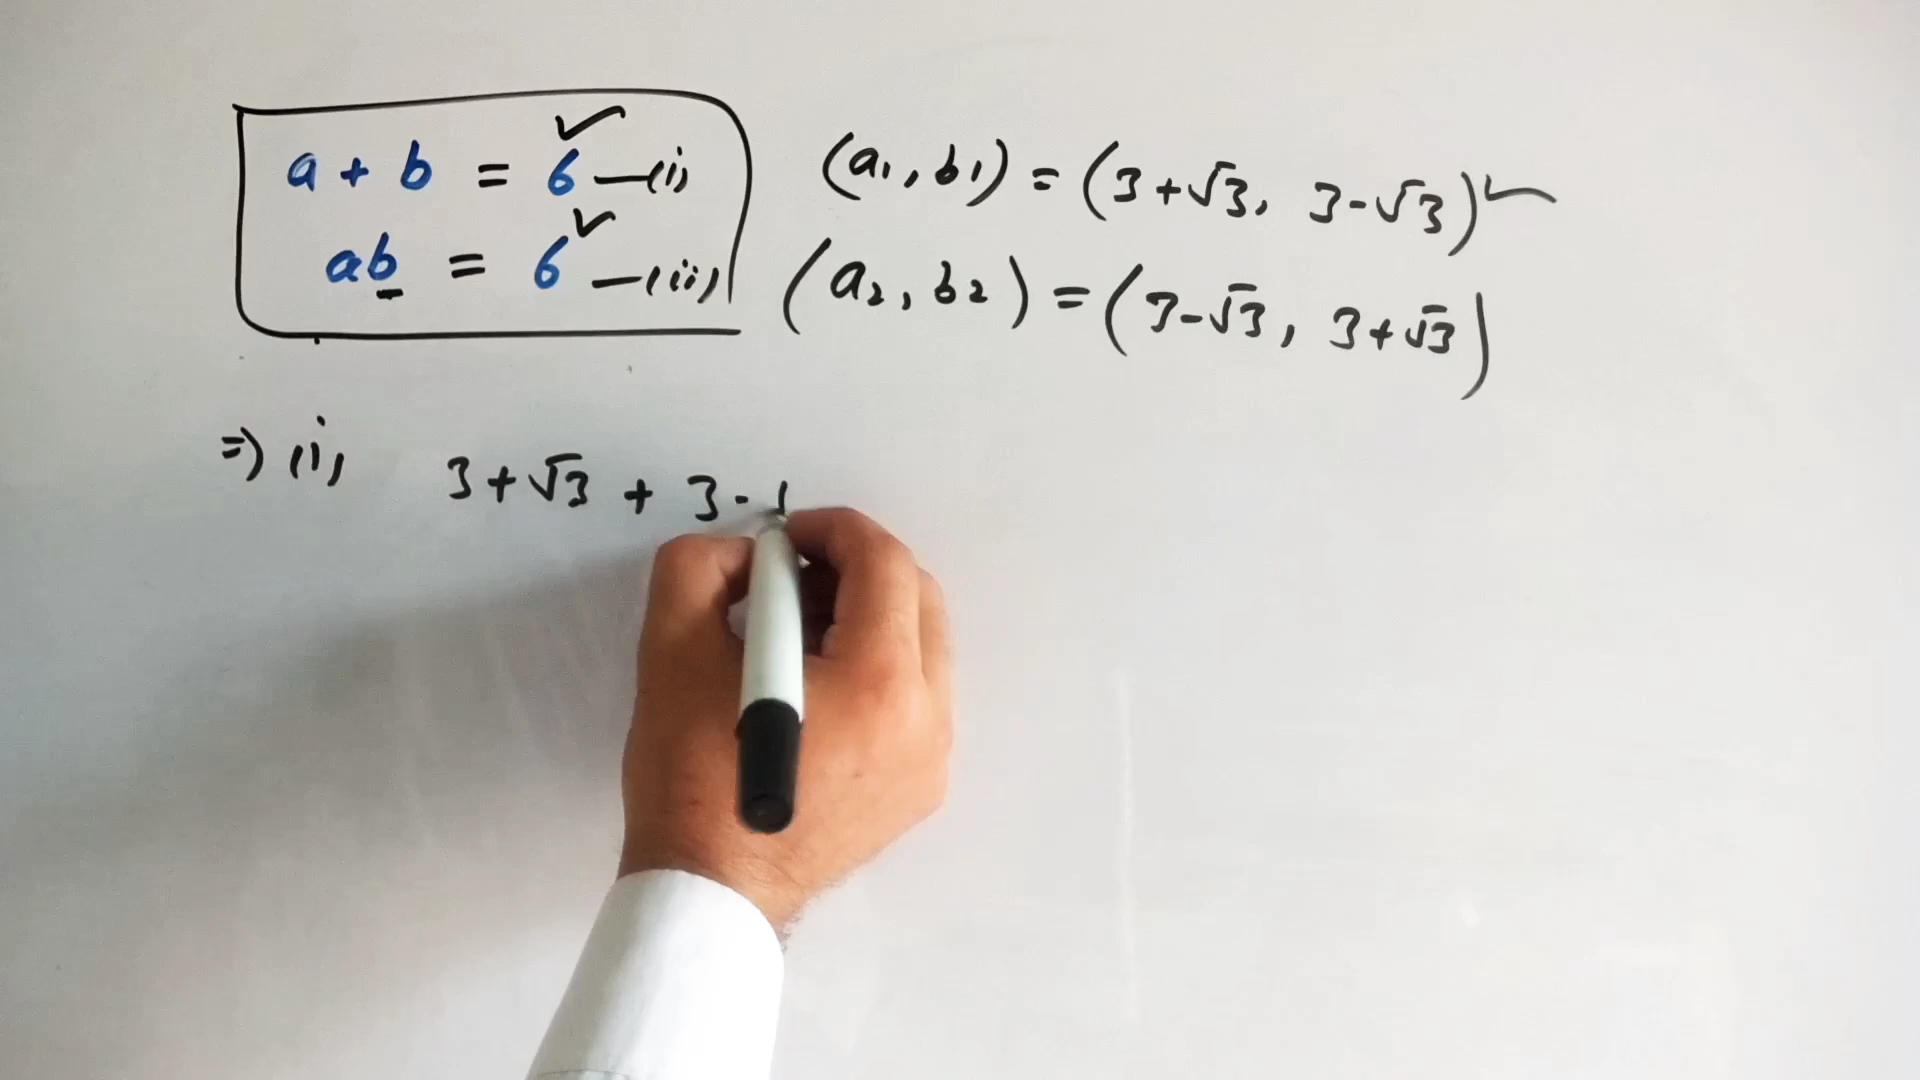 a + b = 6 —(i)
ab = 6 —(ii)
(a1, b1) = (3+√3, 3-√3)
(a2, b2) = (3-√3, 3+√3)
⇒ (i) 3+√3 + 3-